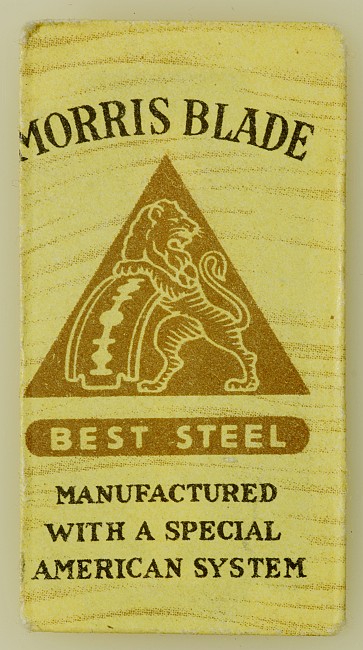 MORRIS BLADE
BEST STEEL
MANUFACTURED
WITH A SPECIAL
AMERICAN SYSTEM